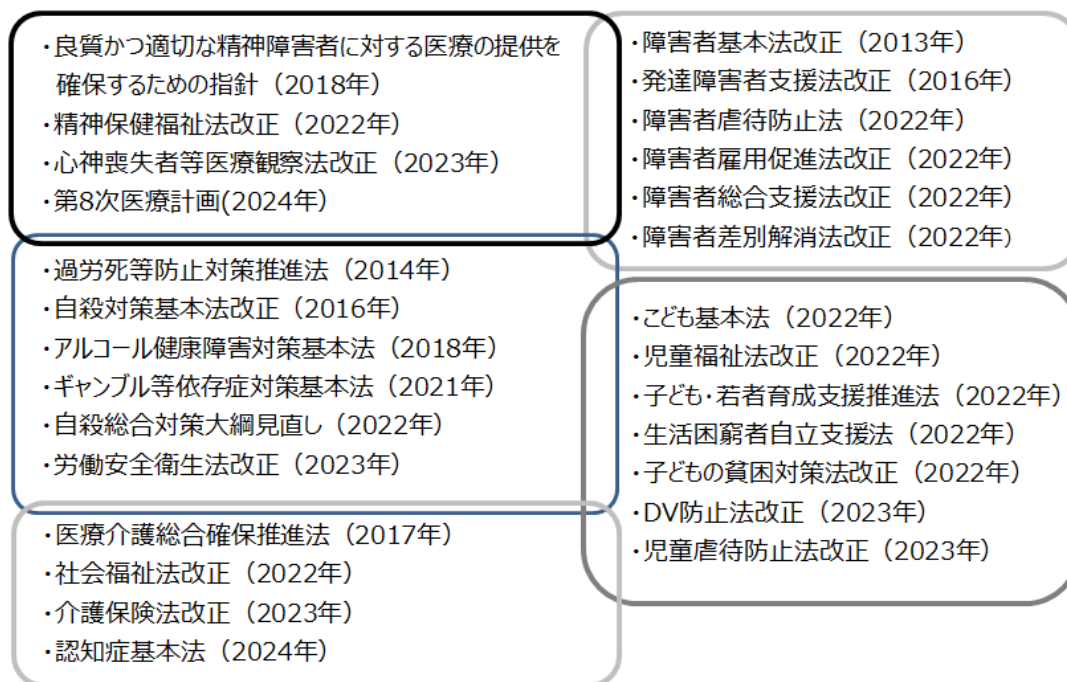 ・良質かつ適切な精神障害者に対する医療の提供を
確保するための指針（2018年）
・精神保健福祉法改正（2022年）
・心神喪失者等医療観察法改正（2023年）
・第8次医療計画(2024年）
・過労死等防止対策推進法（2014年）
・自殺対策基本法改正（2016年）
・アルコール健康障害対策基本法（2018年）
・ギャンブル等依存症対策基本法（2021年）
・自殺総合対策大綱見直し（2022年）
・労働安全衛生法改正（2023年）
・医療介護総合確保推進法（2017年）
・社会福祉法改正（2022年）
・介護保険法改正（2023年）
・認知症基本法（2024年）
・障害者基本法改正（2013年）
・発達障害者支援法改正（2016年）
・障害者虐待防止法（2022年）
・障害者雇用促進法改正（2022年）
・障害者総合支援法改正（2022年）
・障害者差別解消法改正（2022年)
・こども基本法（2022年）
・児童福祉法改正（2022年）
・子ども・若者育成支援推進法（2022年）
・生活困窮者自立支援法（2022年）
・子どもの貧困対策法改正（2022年）
・DV防止法改正（2023年）
・児童虐待防止法改正（2023年）